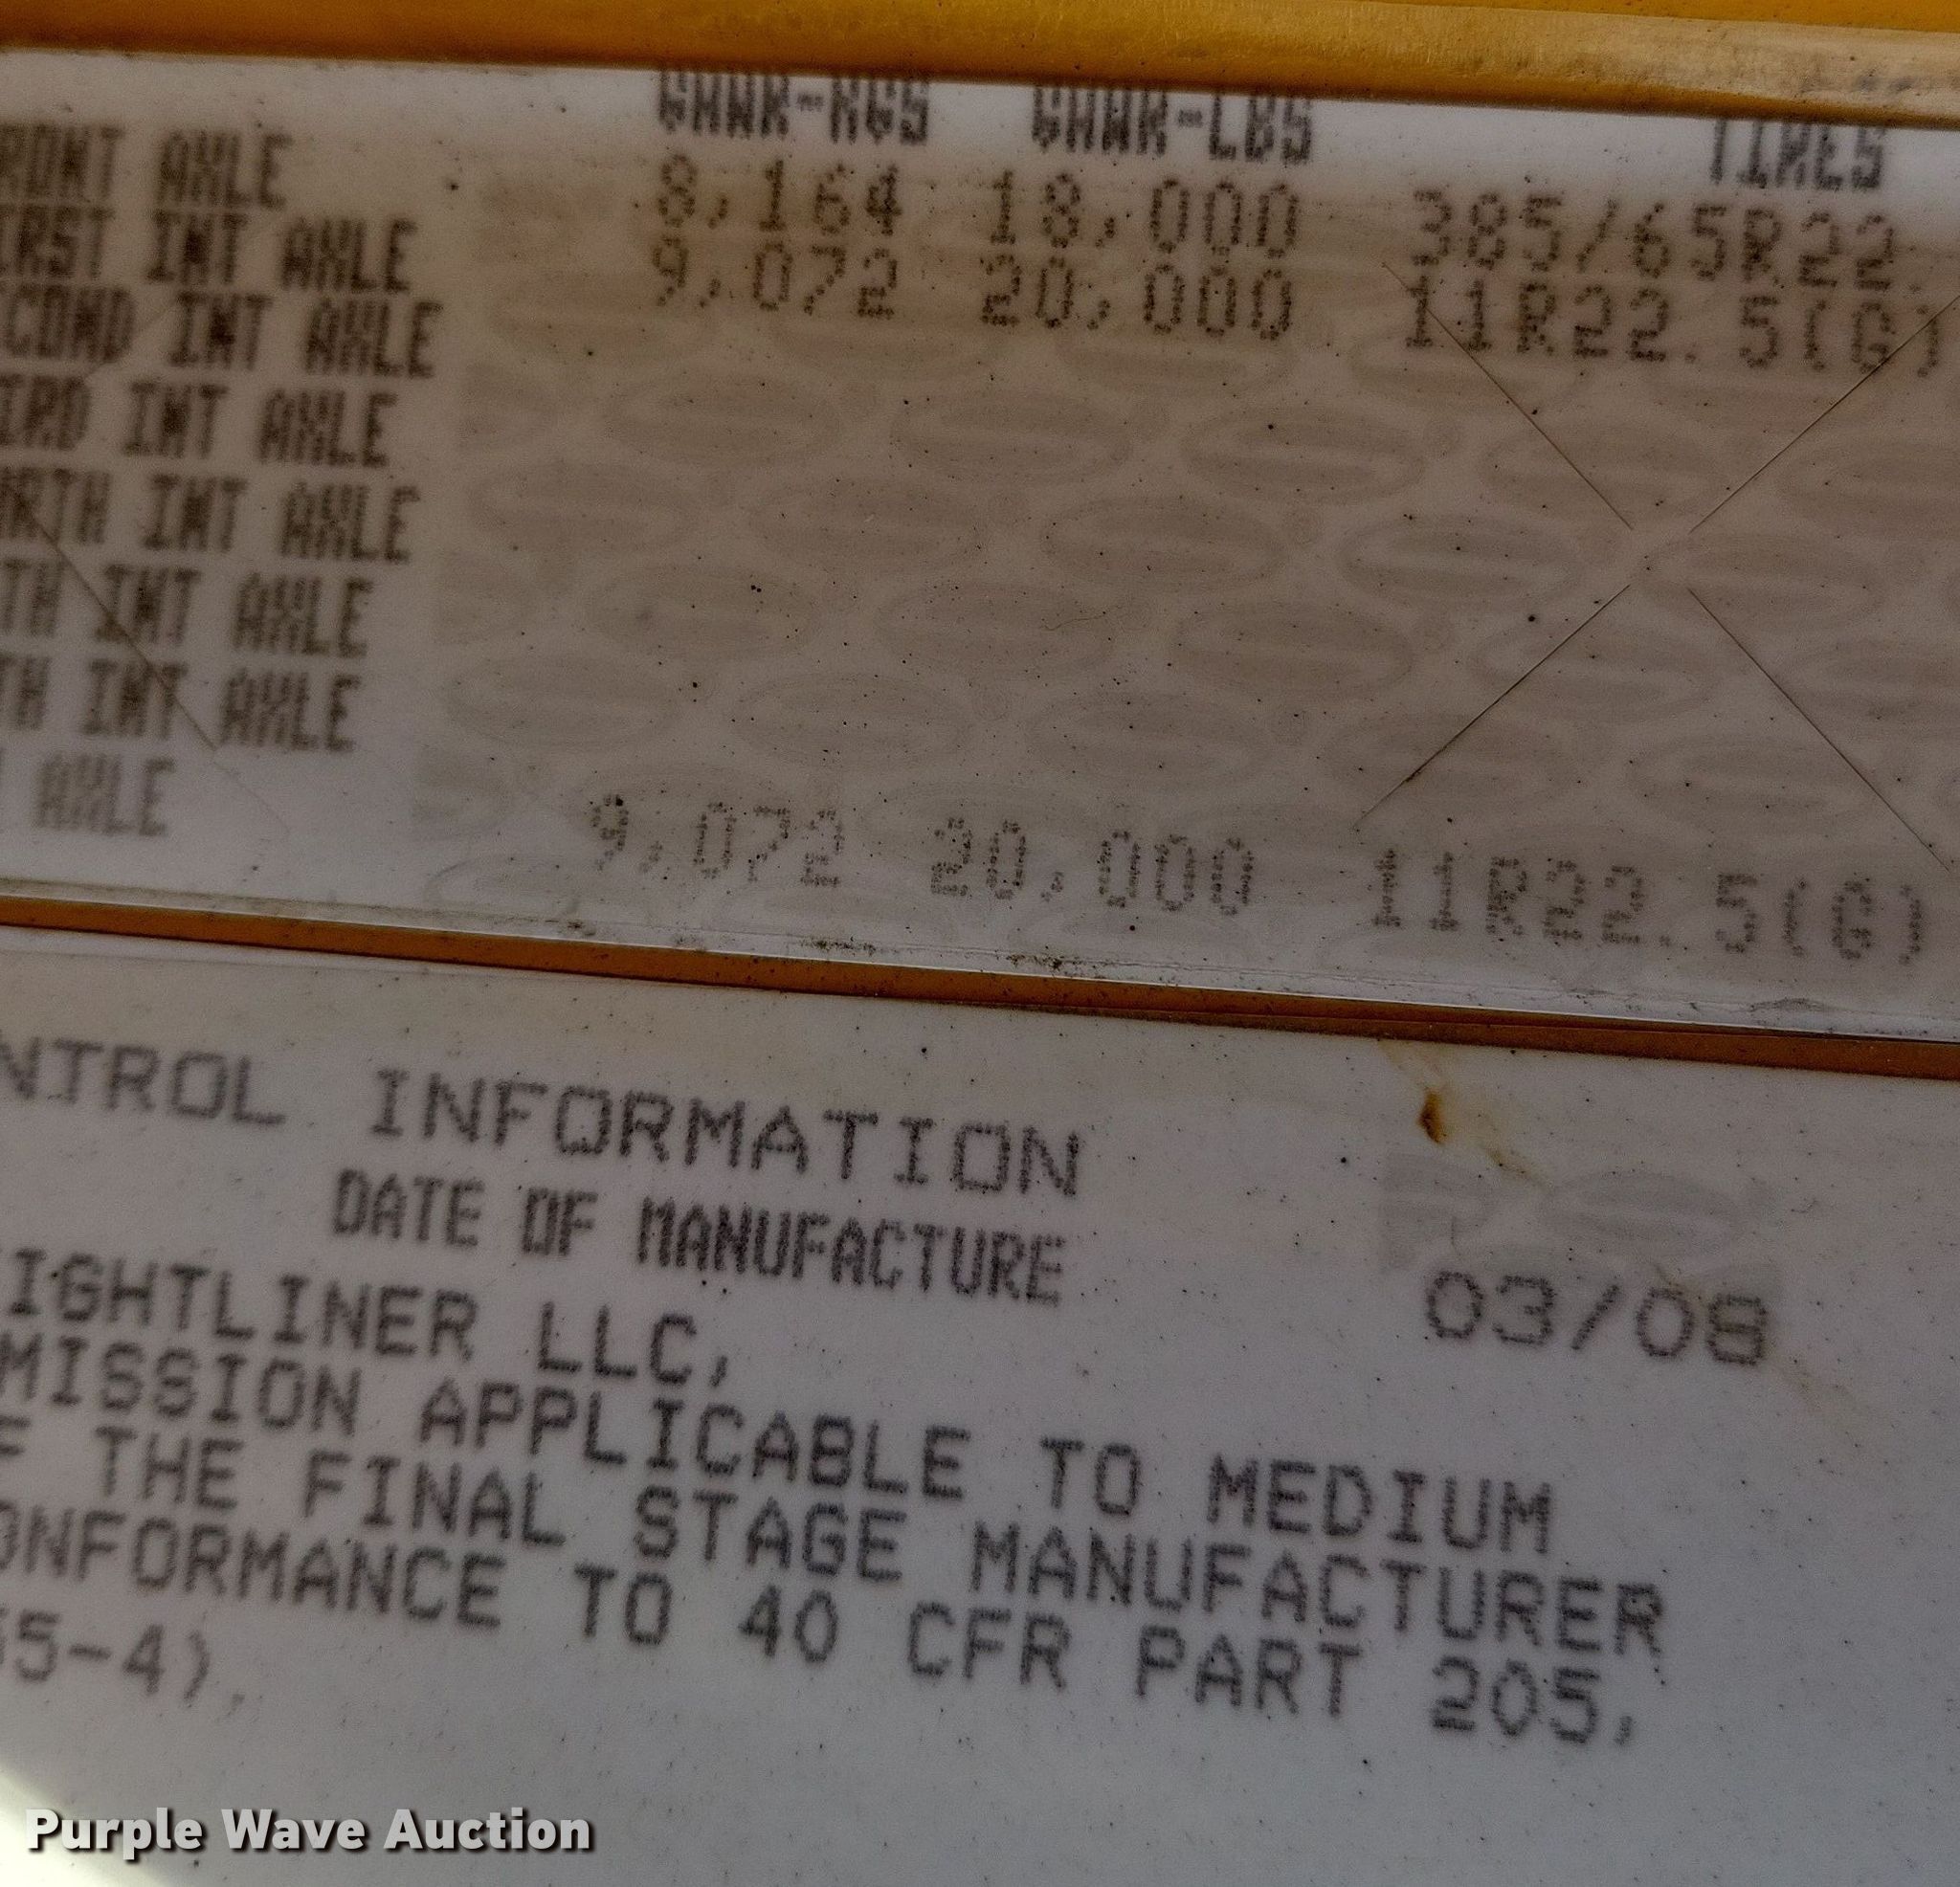 GAWR-KGS GAWR-LBS TIRES
RONT AXLE 8,164 18,000 385/65R22.
IRST INT AXLE 9,072 20,000 11R22.5(G)
COND INT AXLE
IRD INT AXLE
URTH INT AXLE
TH INT AXLE
TH INT AXLE
AXLE 9,072 20,000 11R22.5(G)
NTROL INFORMATION
DATE OF MANUFACTURE 03/08
IGHTLINER LLC,
MISSION APPLICABLE TO MEDIUM
F THE FINAL STAGE MANUFACTURER
ONFORMANCE TO 40 CFR PART 205,
55-4).
Purple Wave Auction